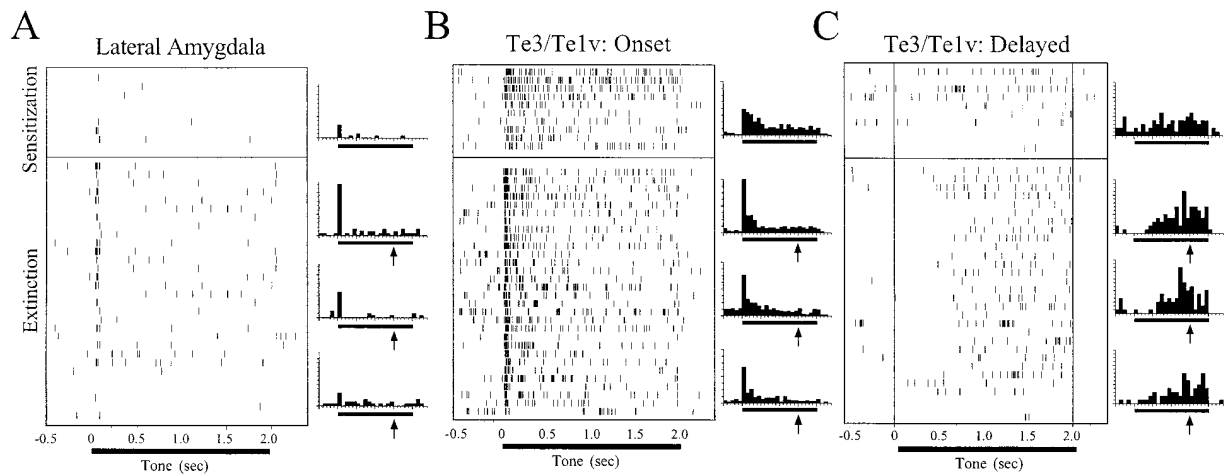 A
Lateral Amygdala
Sensitization
Extinction
-0.5 0 0.5 1.0 1.5 2.0
Tone (sec)
B
Te3/Te1v: Onset
-0.5 0 0.5 1.0 1.5 2.0
Tone (sec)
C
Te3/Te1v: Delayed
-0.5 0 0.5 1.0 1.5 2.0
Tone (sec)